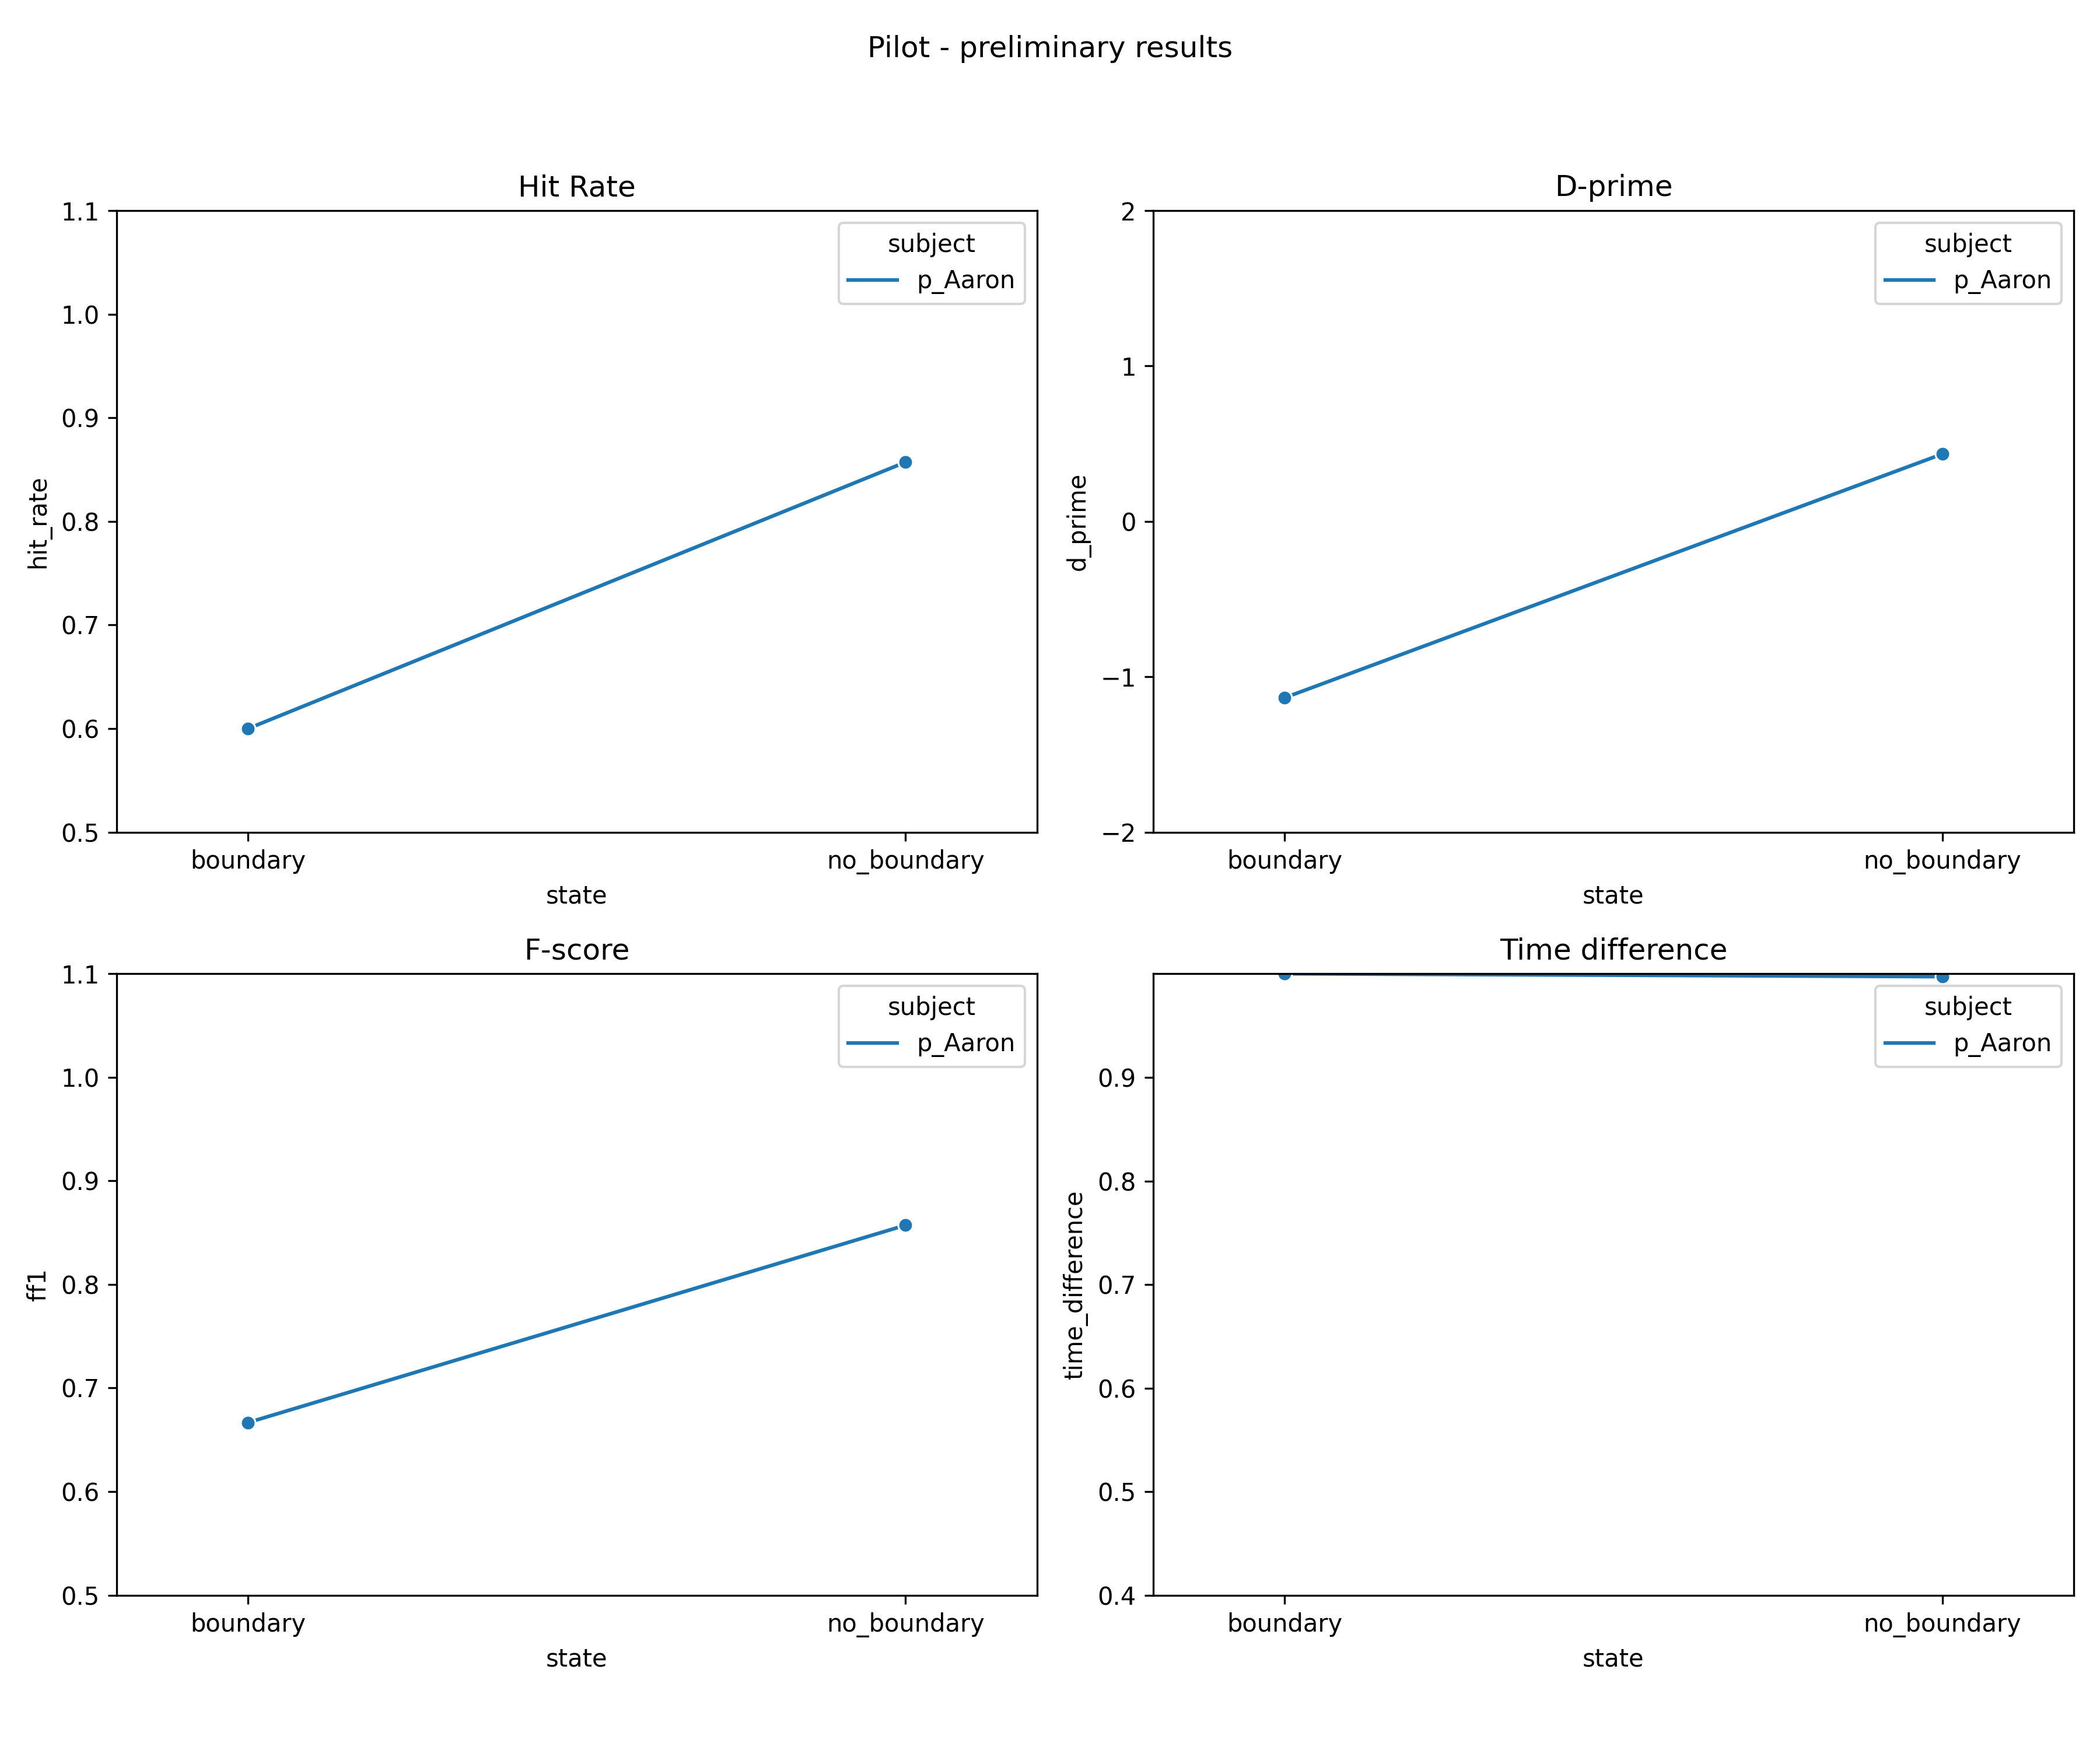 Pilot - preliminary results
Hit Rate
1.1
1.0
0.9
0.8
0.7
0.6
0.5
hit_rate
subject
p_Aaron
boundary
no_boundary
state
D-prime
2
1
0
−1
−2
d_prime
subject
p_Aaron
boundary
no_boundary
state
F-score
1.1
1.0
0.9
0.8
0.7
0.6
0.5
ff1
subject
p_Aaron
boundary
no_boundary
state
Time difference
0.9
0.8
0.7
0.6
0.5
0.4
time_difference
subject
p_Aaron
boundary
no_boundary
state